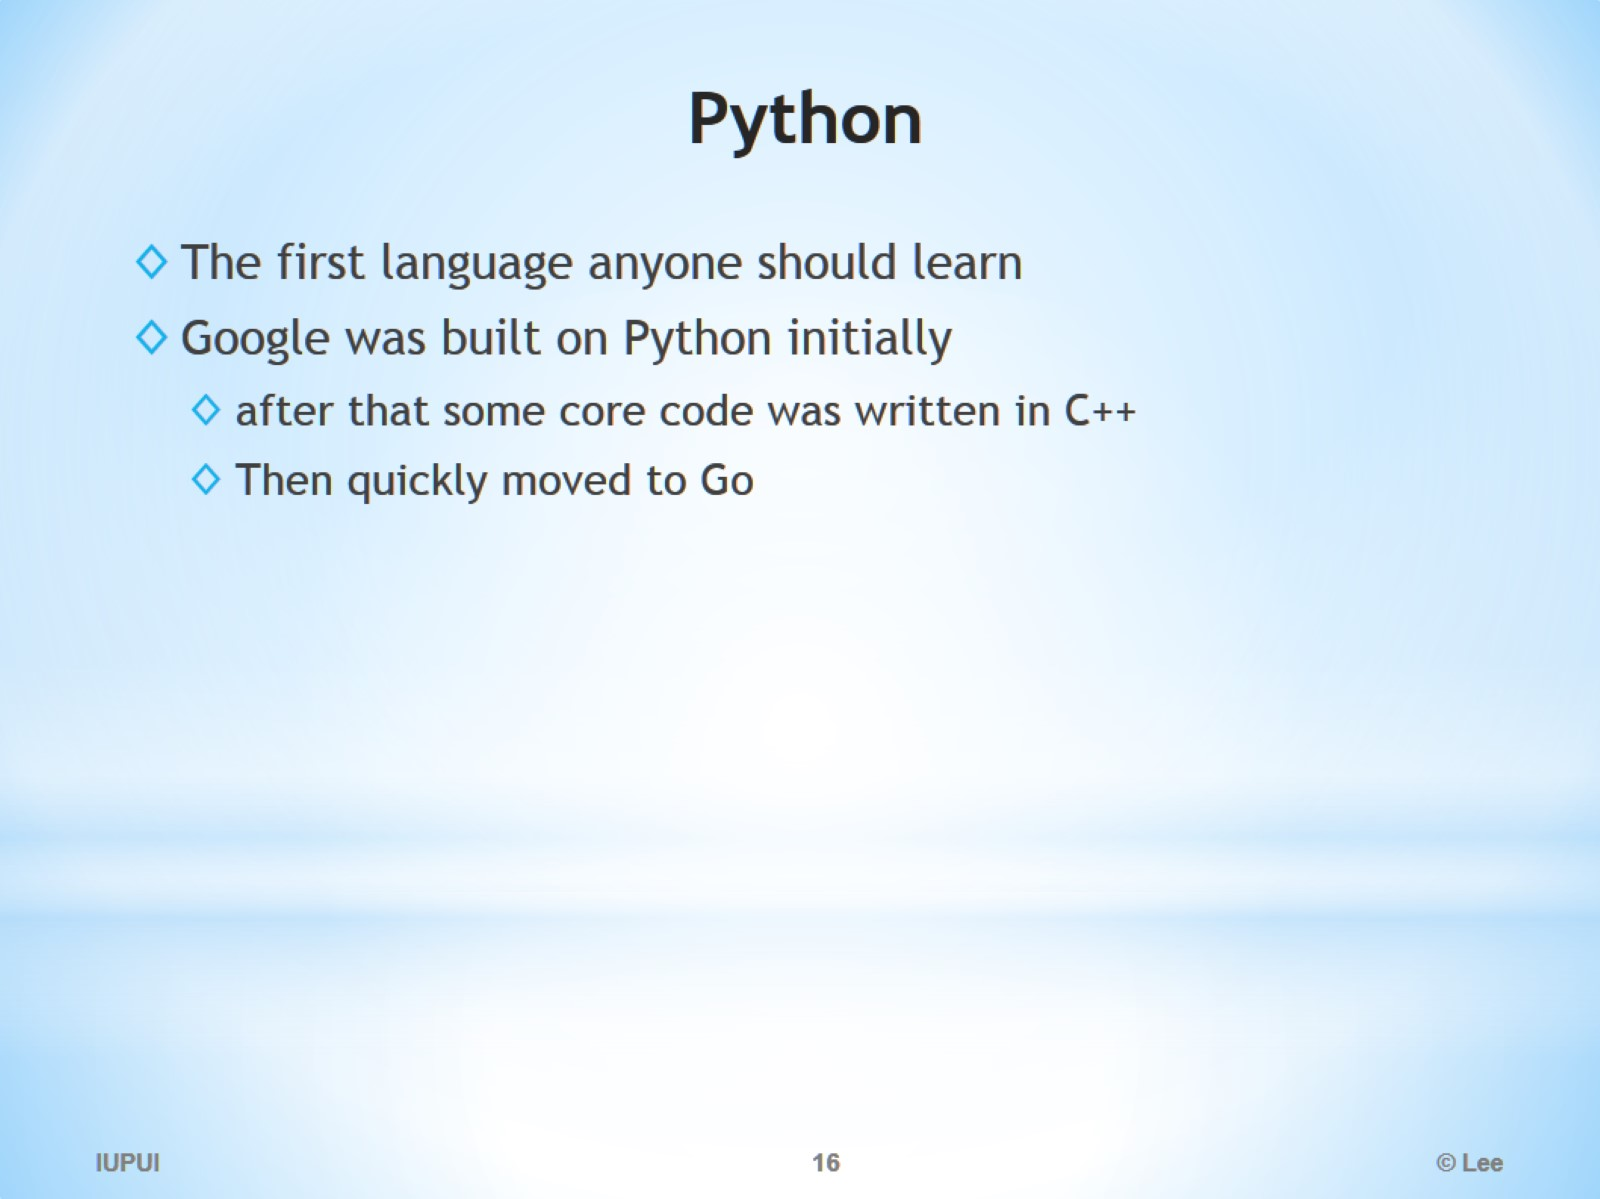 Python
◇ The first language anyone should learn
◇ Google was built on Python initially
◇ after that some core code was written in C++
◇ Then quickly moved to Go
IUPUI 16 © Lee